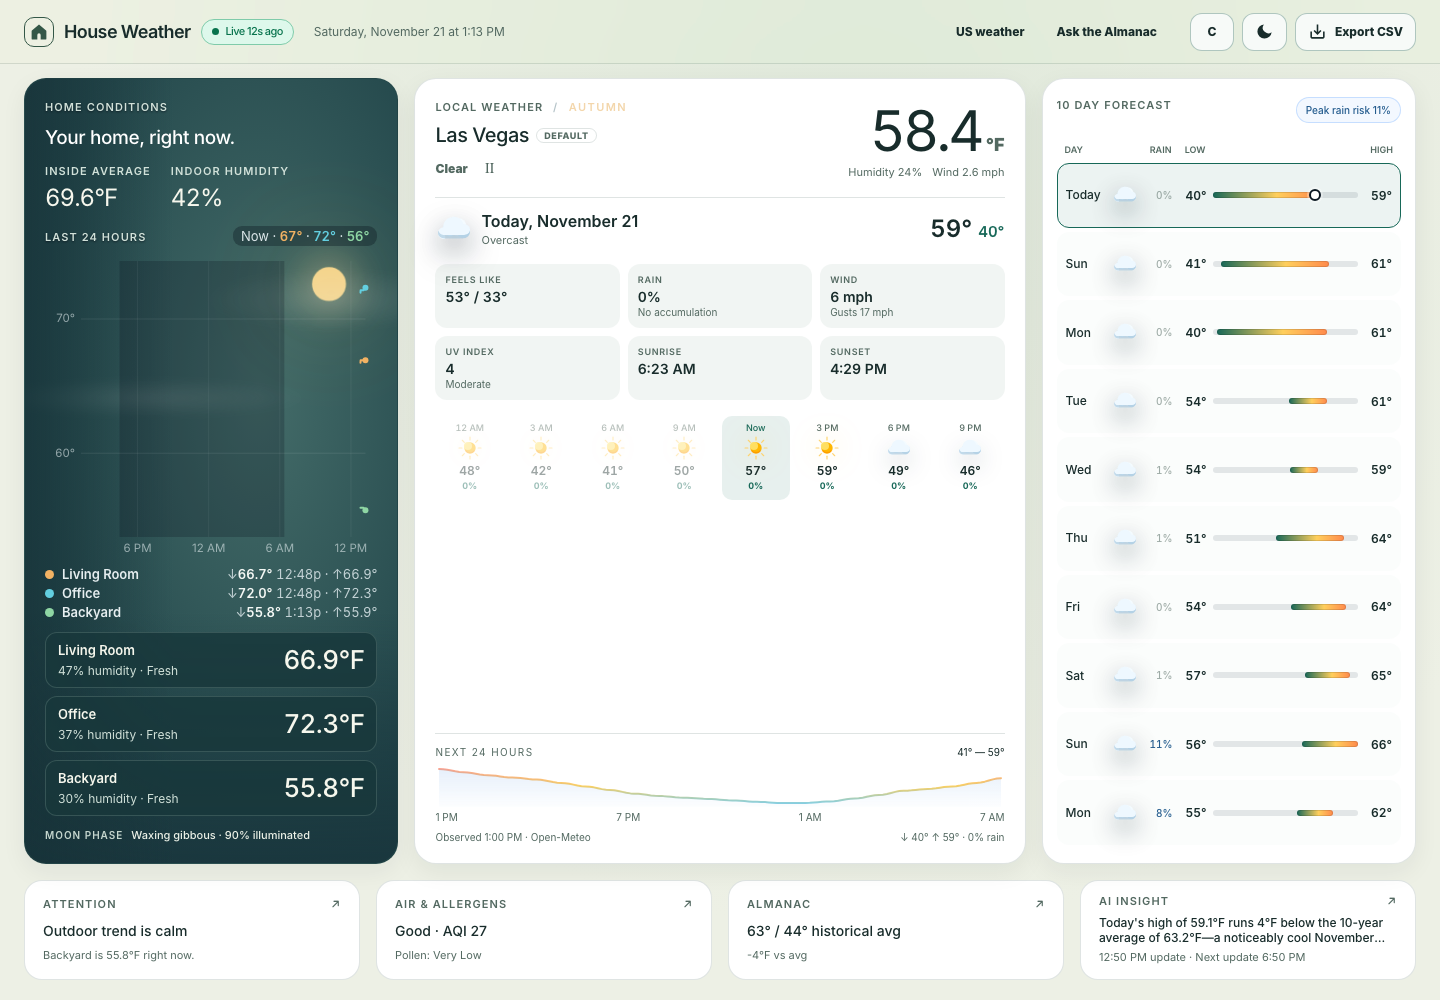 House Weather
Live 12s ago
Saturday, November 21 at 1:13 PM
US weather
Ask the Almanac
C
Export CSV
HOME CONDITIONS
Your home, right now.
INSIDE AVERAGE INDOOR HUMIDITY
69.6°F 42%
LAST 24 HOURS
Now · 67° · 72° · 56°
70°
60°
6 PM 12 AM 6 AM 12 PM
Living Room ↓66.7° 12:48p · ↑66.9°
Office ↓72.0° 12:48p · ↑72.3°
Backyard ↓55.8° 1:13p · ↑55.9°
Living Room
47% humidity · Fresh
66.9°F
Office
37% humidity · Fresh
72.3°F
Backyard
30% humidity · Fresh
55.8°F
MOON PHASE Waxing gibbous · 90% illuminated
LOCAL WEATHER / AUTUMN
Las Vegas DEFAULT
Clear II
58.4°F
Humidity 24% Wind 2.6 mph
Today, November 21
Overcast
59° 40°
FEELS LIKE
53° / 33°
RAIN
0%
No accumulation
WIND
6 mph
Gusts 17 mph
UV INDEX
4
Moderate
SUNRISE
6:23 AM
SUNSET
4:29 PM
12 AM 3 AM 6 AM 9 AM Now 3 PM 6 PM 9 PM
48° 42° 41° 50° 57° 59° 49° 46°
0% 0% 0% 0% 0% 0% 0% 0%
NEXT 24 HOURS 41° — 59°
1 PM 7 PM 1 AM 7 AM
Observed 1:00 PM · Open-Meteo ↓ 40° ↑ 59° · 0% rain
10 DAY FORECAST
Peak rain risk 11%
DAY RAIN LOW HIGH
Today 0% 40° 59°
Sun 0% 41° 61°
Mon 0% 40° 61°
Tue 0% 54° 61°
Wed 1% 54° 59°
Thu 1% 51° 64°
Fri 0% 54° 64°
Sat 1% 57° 65°
Sun 11% 56° 66°
Mon 8% 55° 62°
ATTENTION
Outdoor trend is calm
Backyard is 55.8°F right now.
AIR & ALLERGENS
Good · AQI 27
Pollen: Very Low
ALMANAC
63° / 44° historical avg
-4°F vs avg
AI INSIGHT
Today's high of 59.1°F runs 4°F below the 10-year
average of 63.2°F—a noticeably cool November…
12:50 PM update · Next update 6:50 PM